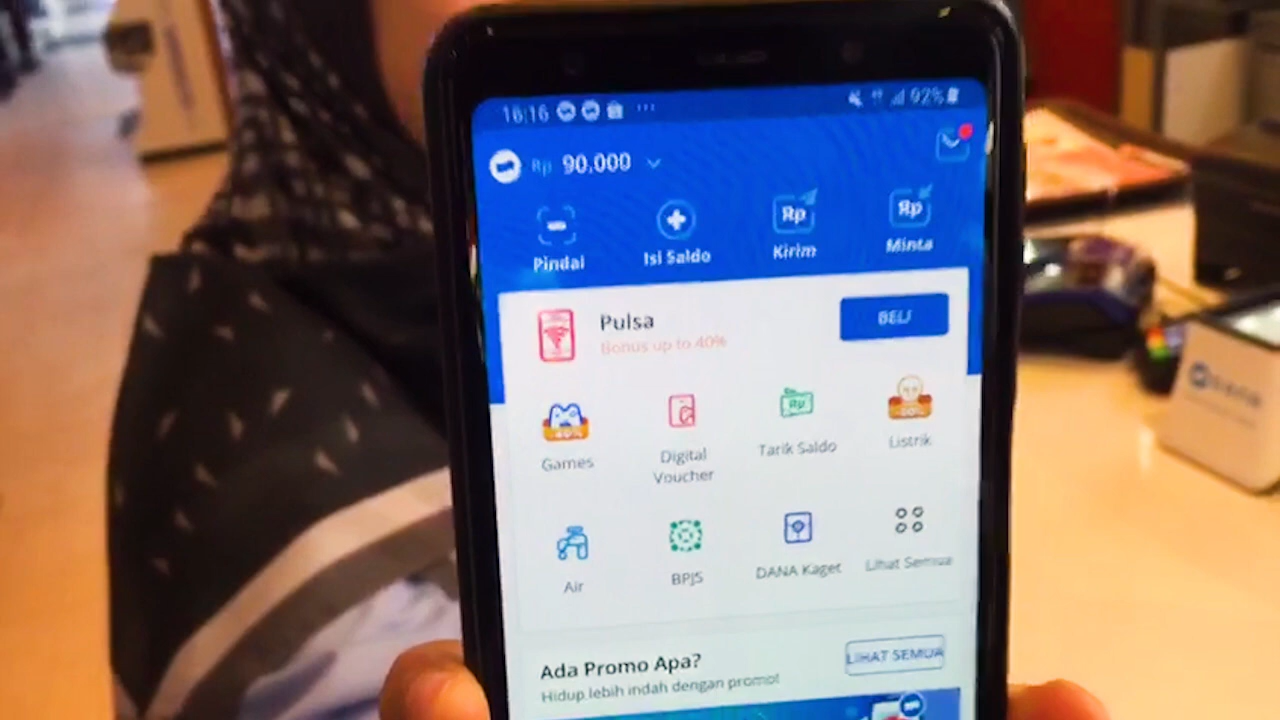 16:16 ... 92%
Rp 90.000
Pindai Isi Saldo Kirim Minta
Pulsa
Bonus up to 40%
BELI
Games Digital Voucher Tarik Saldo Listrik
Air BPJS DANA Kaget Lihat Semua
Ada Promo Apa?
LIHAT SEMUA
Hidup lebih indah dengan promo!